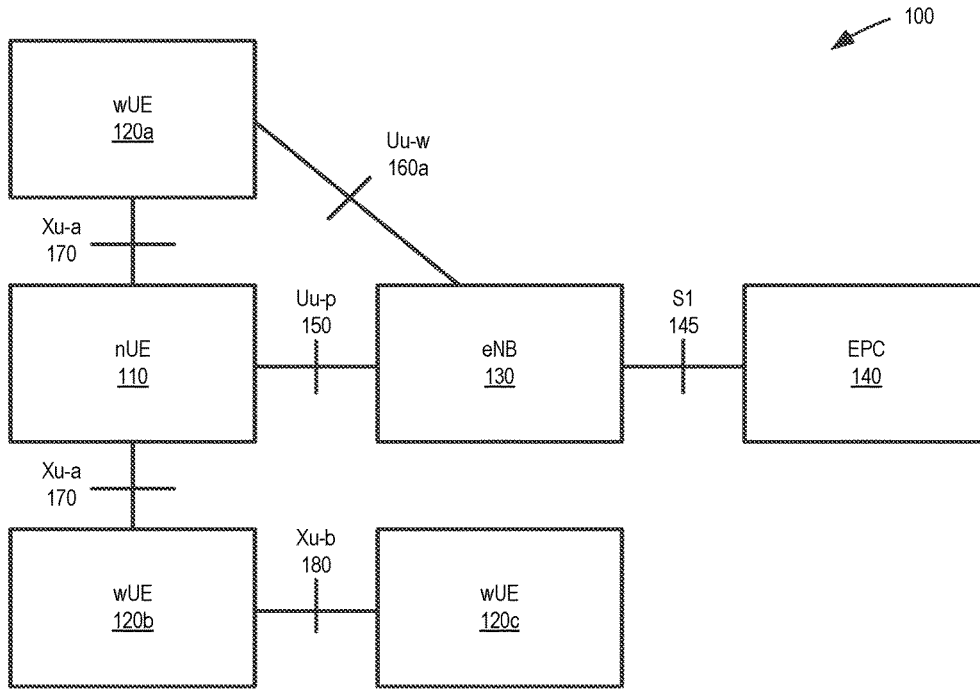 100
wUE
120a
Uu-w
160a
Xu-a
170
Uu-p
150
S1
145
nUE
110
eNB
130
EPC
140
Xu-a
170
Xu-b
180
wUE
120b
wUE
120c